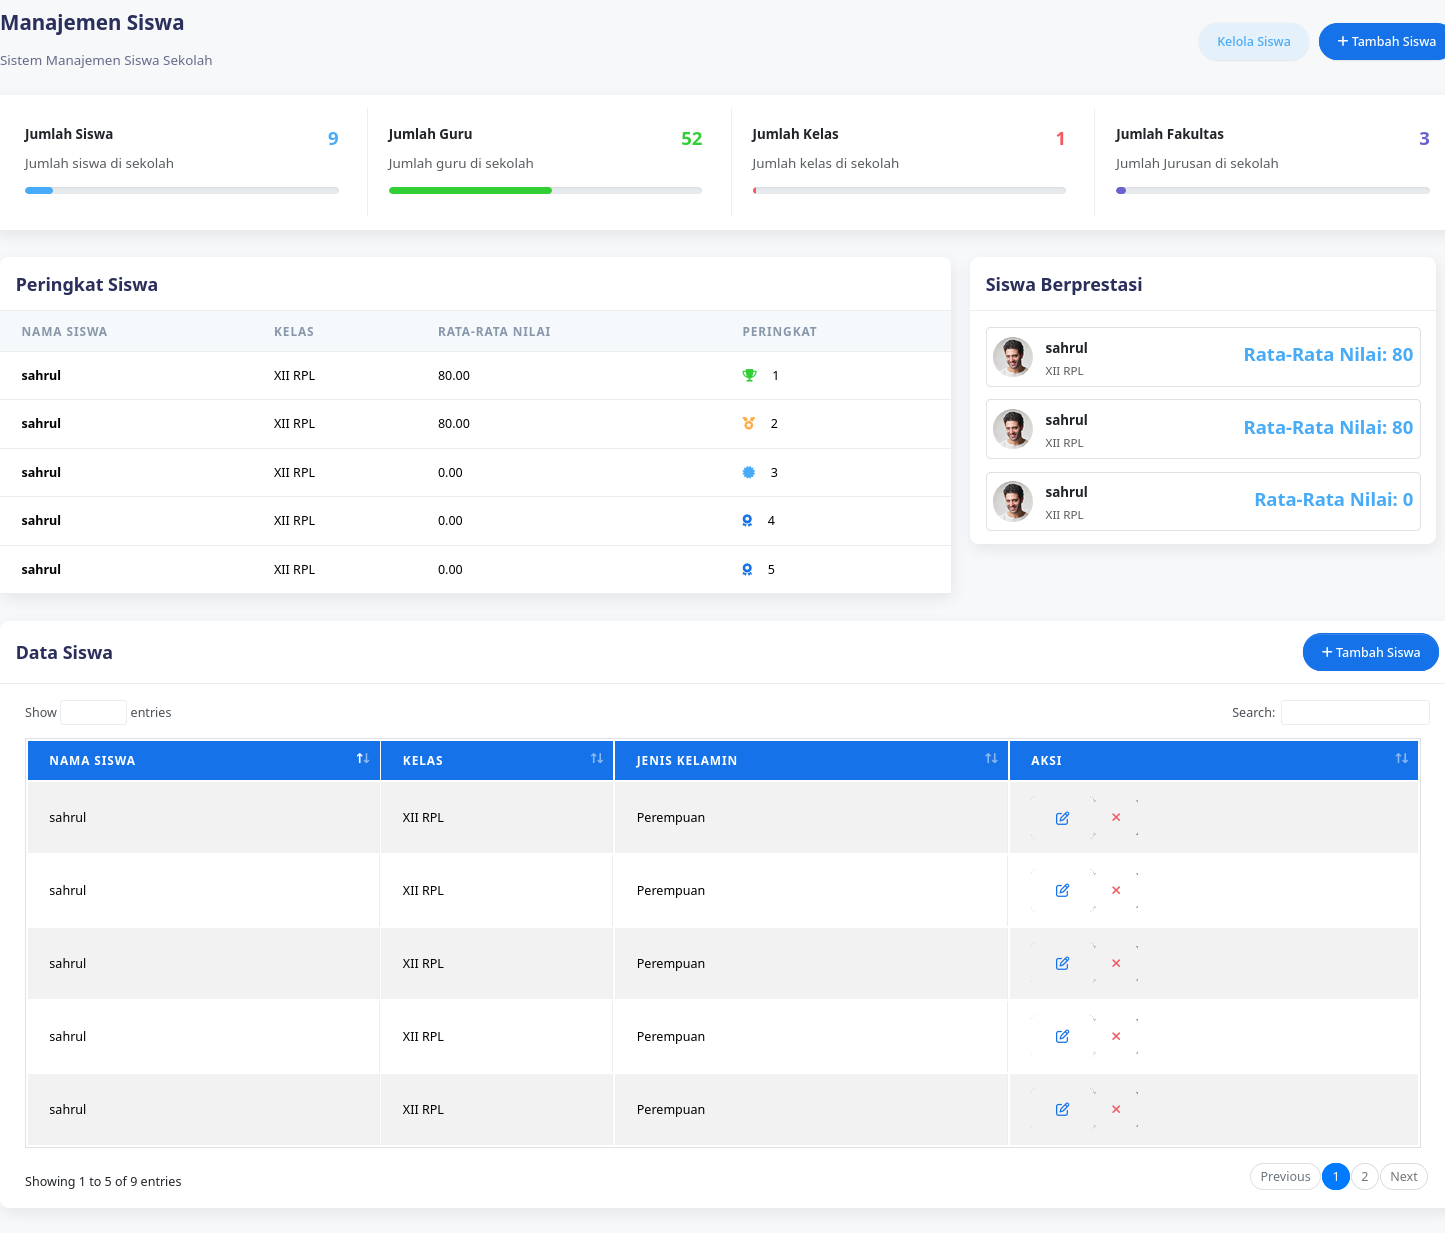 Manajemen Siswa
Sistem Manajemen Siswa Sekolah
Kelola Siswa
Tambah Siswa
Jumlah Siswa
9
Jumlah siswa di sekolah
Jumlah Guru
52
Jumlah guru di sekolah
Jumlah Kelas
1
Jumlah kelas di sekolah
Jumlah Fakultas
3
Jumlah Jurusan di sekolah
Peringkat Siswa
NAMA SISWA KELAS RATA-RATA NILAI PERINGKAT
sahrul XII RPL 80.00 1
sahrul XII RPL 80.00 2
sahrul XII RPL 0.00 3
sahrul XII RPL 0.00 4
sahrul XII RPL 0.00 5
Siswa Berprestasi
sahrul
XII RPL
Rata-Rata Nilai: 80
sahrul
XII RPL
Rata-Rata Nilai: 80
sahrul
XII RPL
Rata-Rata Nilai: 0
Data Siswa
Tambah Siswa
Show entries
Search:
NAMA SISWA KELAS JENIS KELAMIN AKSI
sahrul XII RPL Perempuan
sahrul XII RPL Perempuan
sahrul XII RPL Perempuan
sahrul XII RPL Perempuan
sahrul XII RPL Perempuan
Showing 1 to 5 of 9 entries
Previous 1 2 Next